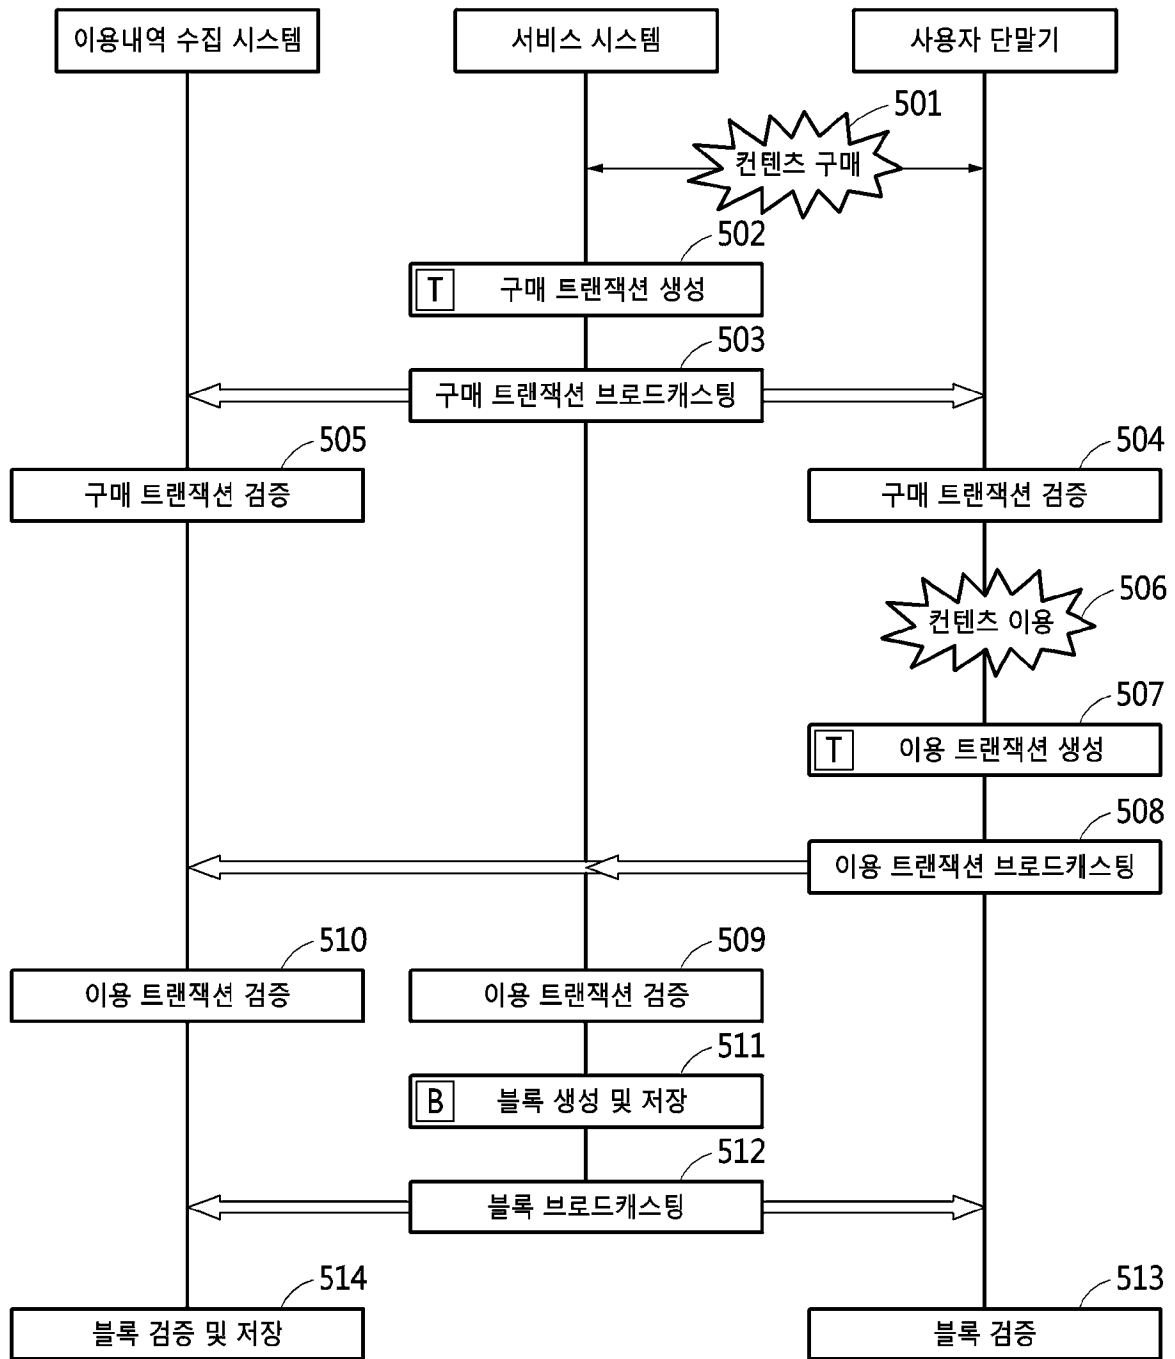 이용내역 수집 시스템
서비스 시스템
사용자 단말기
501
컨텐츠 구매
502
T 구매 트랜잭션 생성
503
구매 트랜잭션 브로드캐스팅
505
구매 트랜잭션 검증
504
구매 트랜잭션 검증
506
컨텐츠 이용
507
T 이용 트랜잭션 생성
508
이용 트랜잭션 브로드캐스팅
510
이용 트랜잭션 검증
509
이용 트랜잭션 검증
511
B 블록 생성 및 저장
512
블록 브로드캐스팅
514
블록 검증 및 저장
513
블록 검증